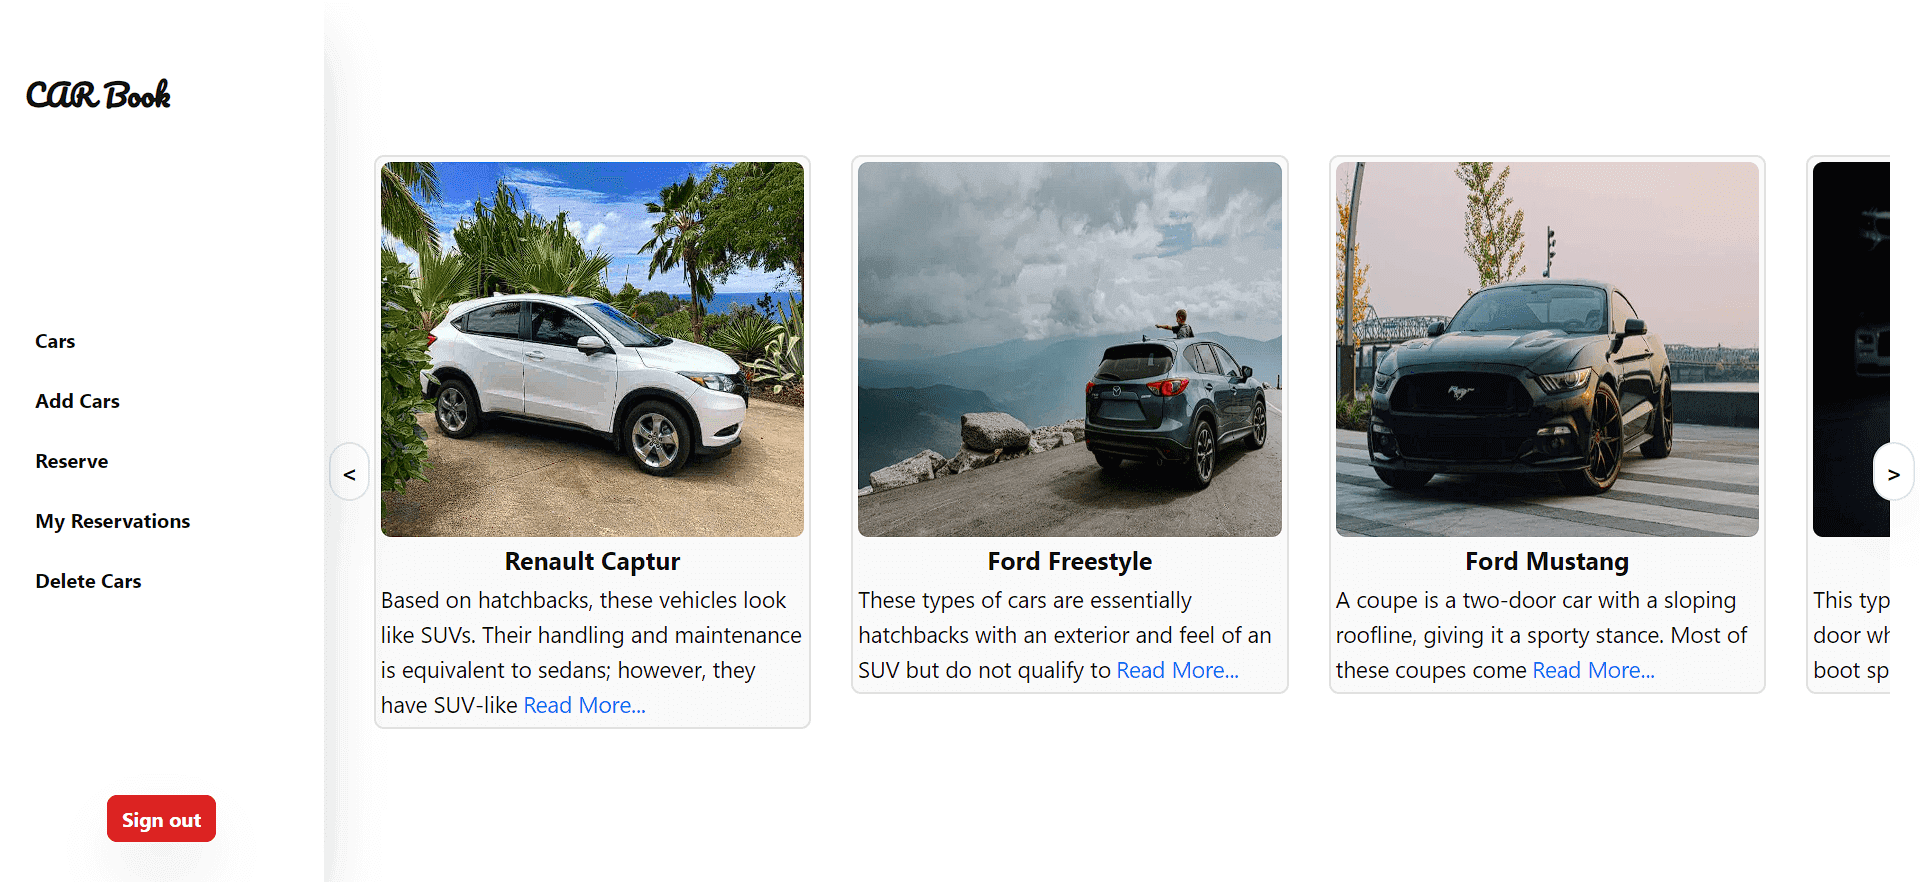 CAR Book
Cars
Add Cars
Reserve
My Reservations
Delete Cars
Sign out
<
Renault Captur
Based on hatchbacks, these vehicles look
like SUVs. Their handling and maintenance
is equivalent to sedans; however, they
have SUV-like Read More...
Ford Freestyle
These types of cars are essentially
hatchbacks with an exterior and feel of an
SUV but do not qualify to Read More...
Ford Mustang
A coupe is a two-door car with a sloping
roofline, giving it a sporty stance. Most of
these coupes come Read More...
This typ
door wh
boot sp
>